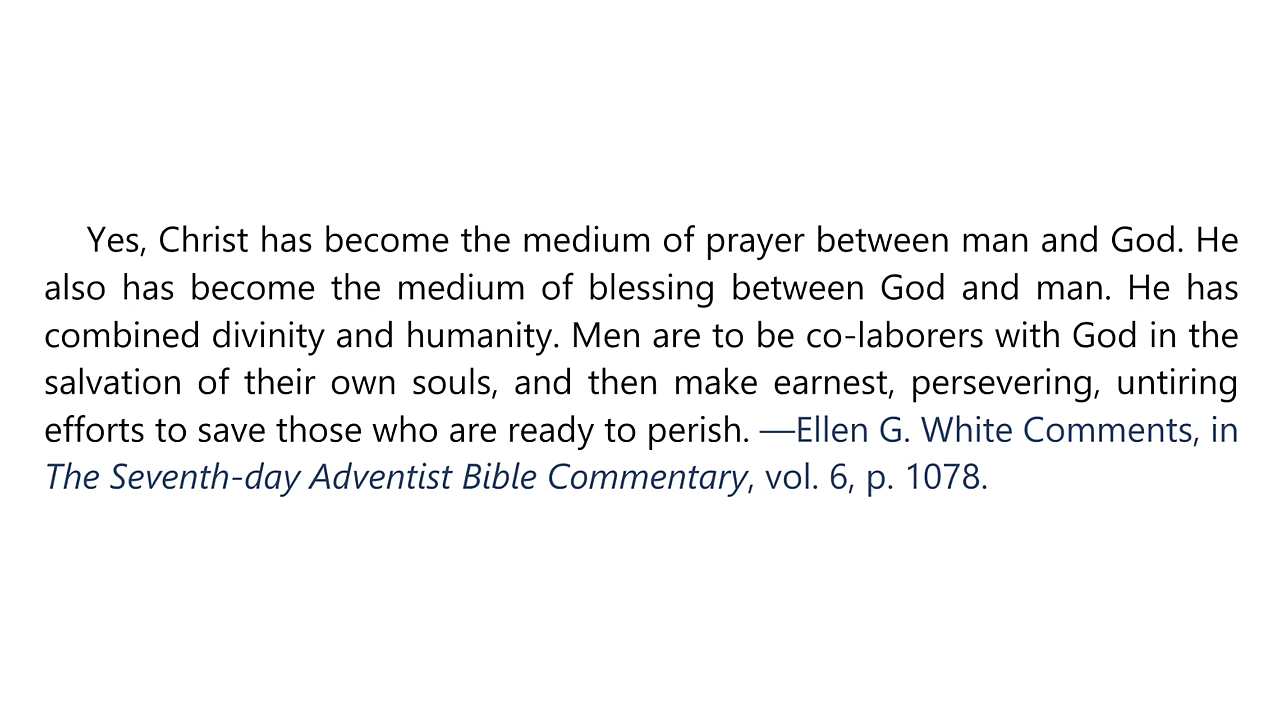 Yes, Christ has become the medium of prayer between man and God. He
also has become the medium of blessing between God and man. He has
combined divinity and humanity. Men are to be co-laborers with God in the
salvation of their own souls, and then make earnest, persevering, untiring
efforts to save those who are ready to perish. —Ellen G. White Comments, in
The Seventh-day Adventist Bible Commentary, vol. 6, p. 1078.